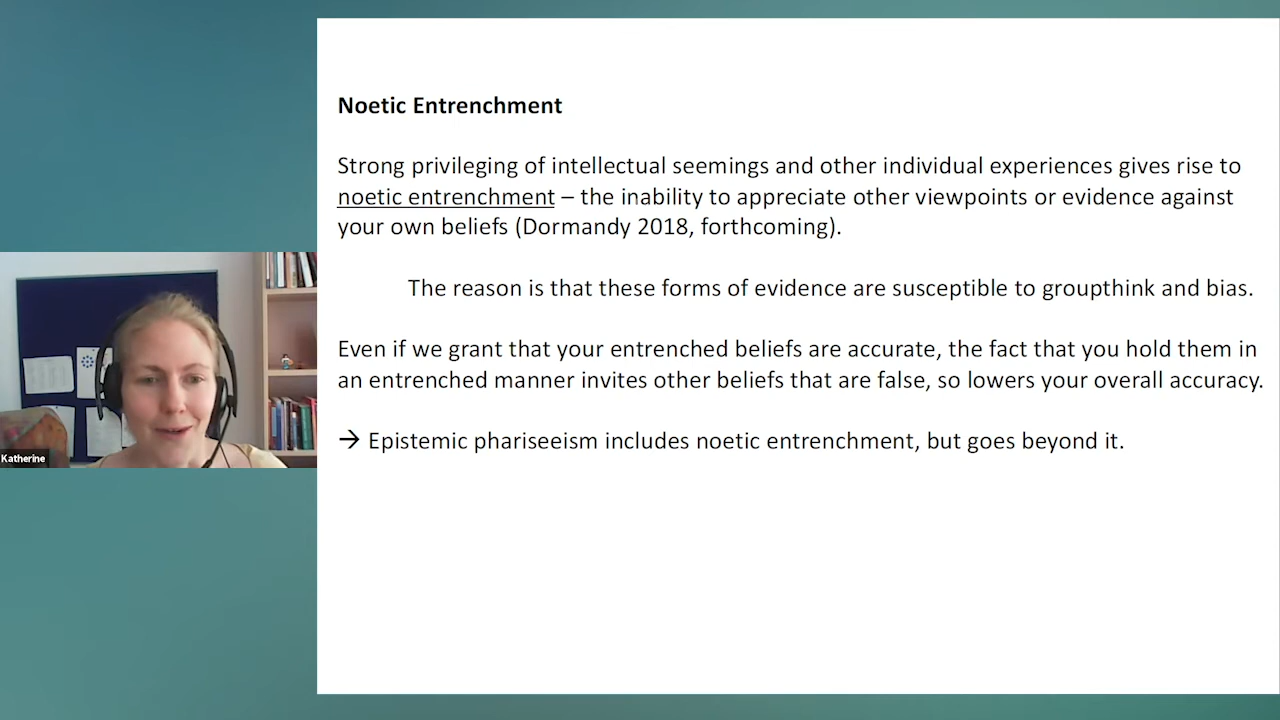 Noetic Entrenchment
Strong privileging of intellectual seemings and other individual experiences gives rise to
noetic entrenchment – the inability to appreciate other viewpoints or evidence against
your own beliefs (Dormandy 2018, forthcoming).
The reason is that these forms of evidence are susceptible to groupthink and bias.
Even if we grant that your entrenched beliefs are accurate, the fact that you hold them in
an entrenched manner invites other beliefs that are false, so lowers your overall accuracy.
→ Epistemic phariseeism includes noetic entrenchment, but goes beyond it.
Katherine